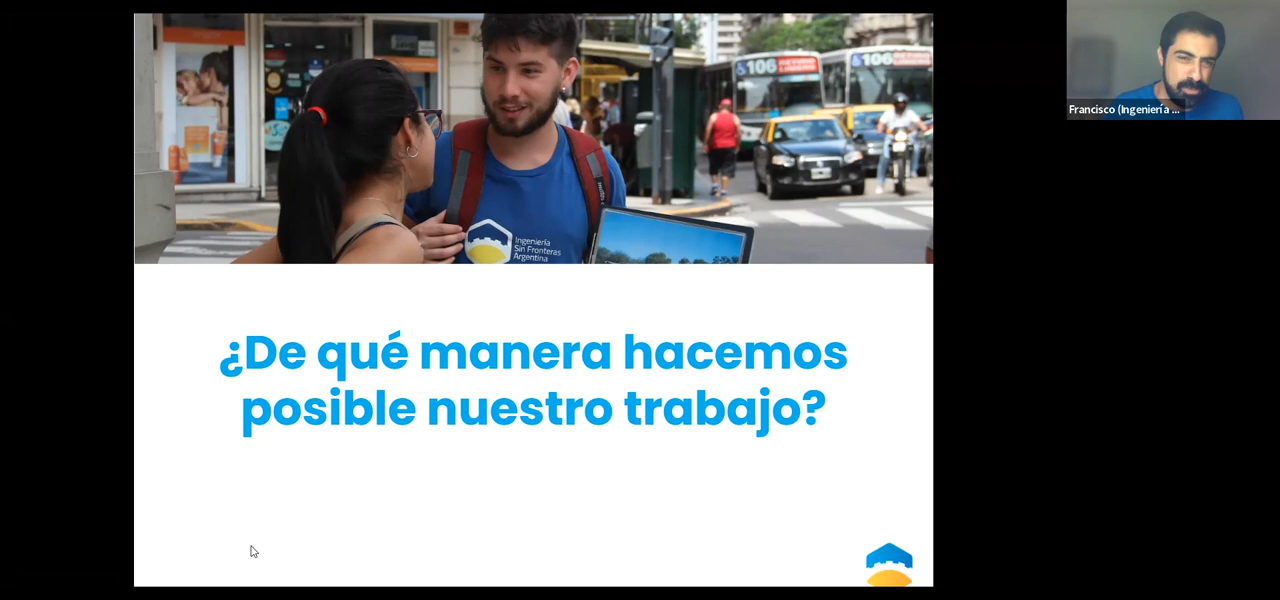 106
106
Ingeniería
Sin Fronteras
Argentina
Francisco (Ingeniería ...
¿De qué manera hacemos
posible nuestro trabajo?